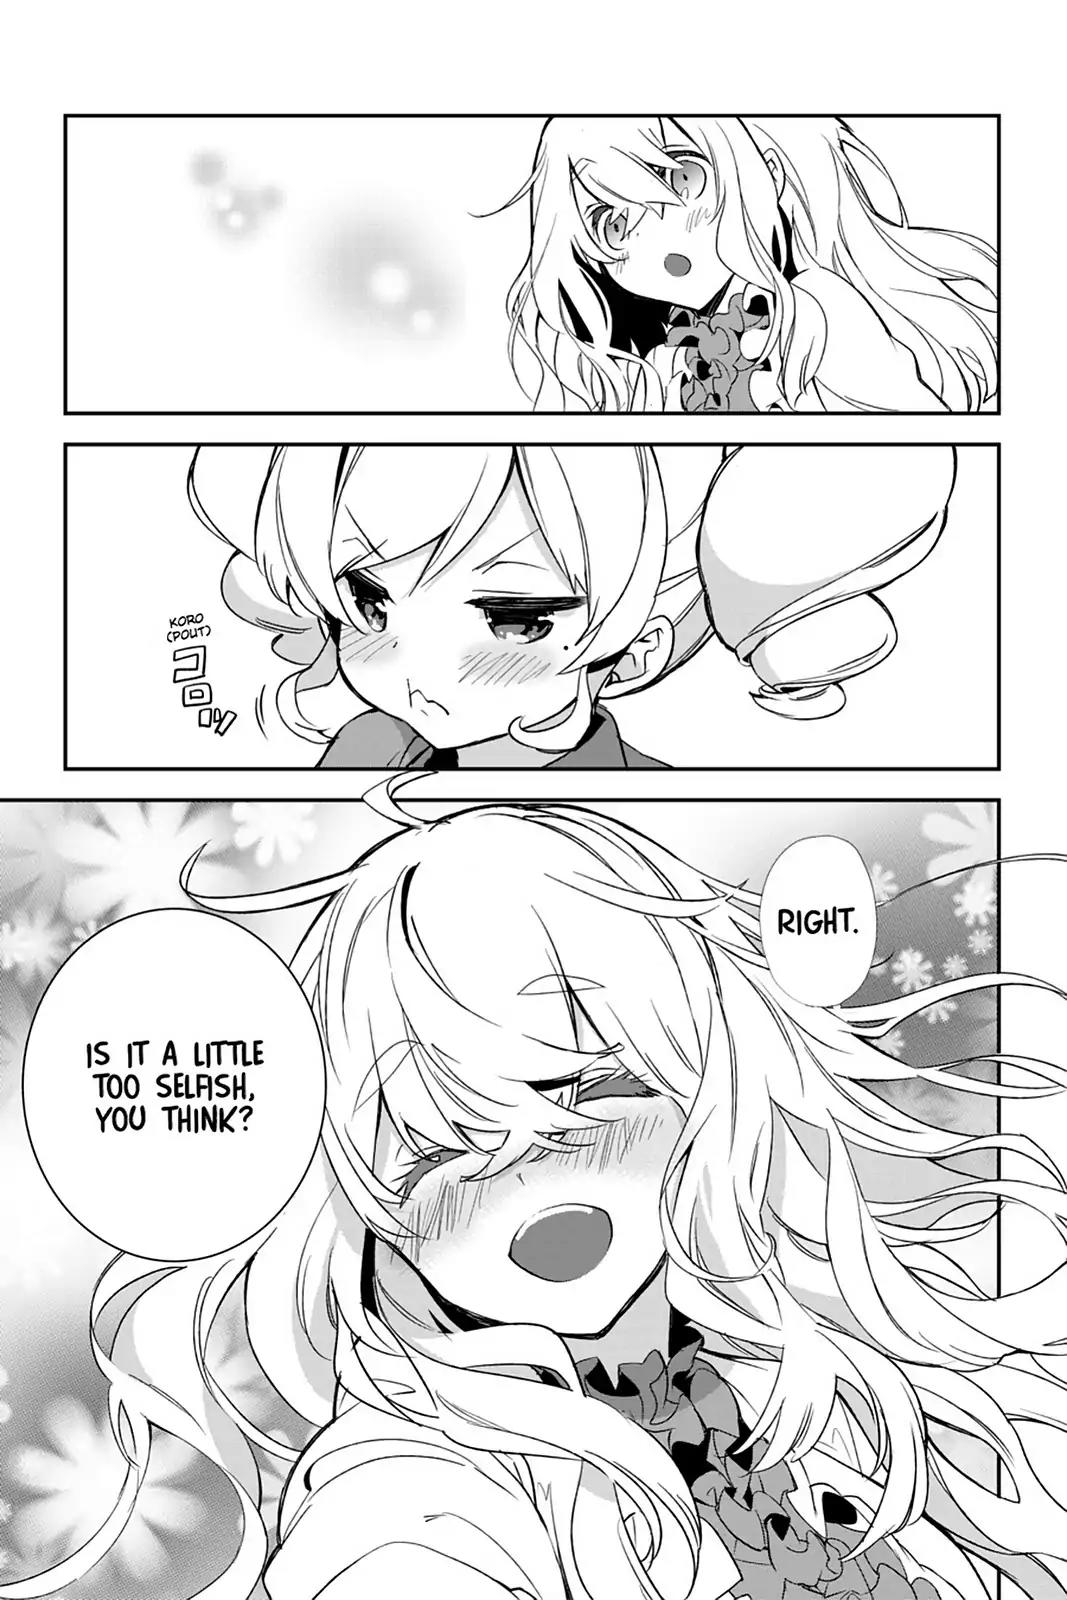 KORO
(POUT)
コロッ
RIGHT.
IS IT A LITTLE
TOO SELFISH,
YOU THINK?